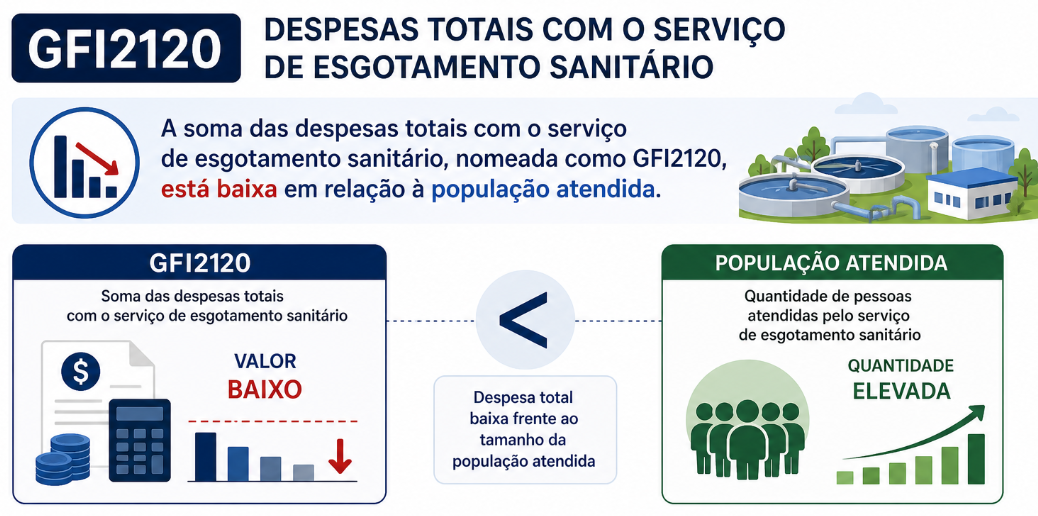 GFI2120
DESPESAS TOTAIS COM O SERVIÇO
DE ESGOTAMENTO SANITÁRIO
A soma das despesas totais com o serviço
de esgotamento sanitário, nomeada como GFI2120,
está baixa em relação à população atendida.
GFI2120
Soma das despesas totais
com o serviço de esgotamento sanitário
$
VALOR
BAIXO
<
Despesa total
baixa frente ao
tamanho da
população atendida
POPULAÇÃO ATENDIDA
Quantidade de pessoas
atendidas pelo serviço
de esgotamento sanitário
QUANTIDADE
ELEVADA